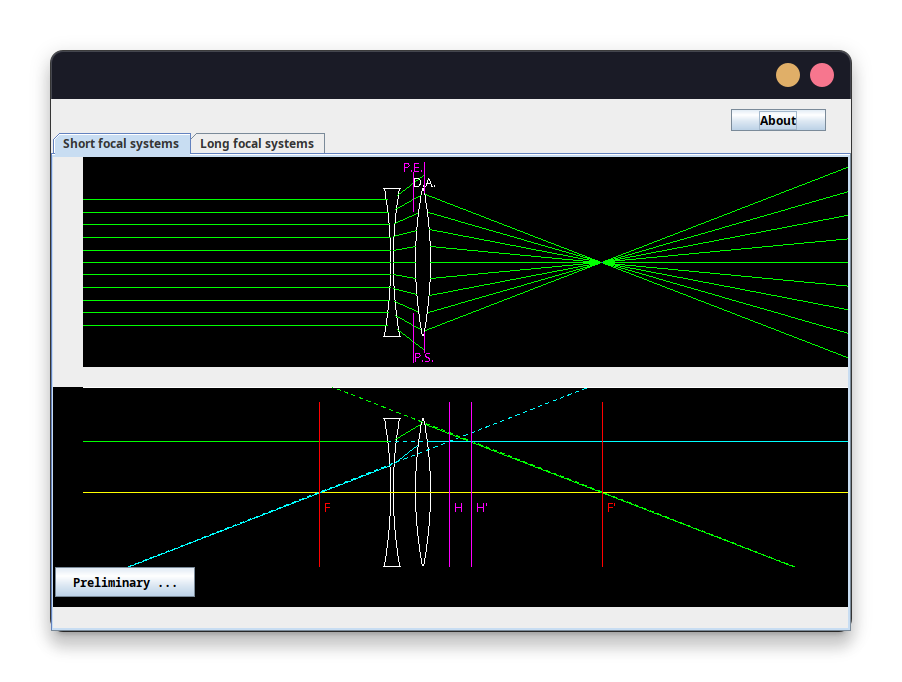 About
Short focal systems
Long focal systems
P.E.
D.A.
P.S.
F H H' F'
Preliminary ...